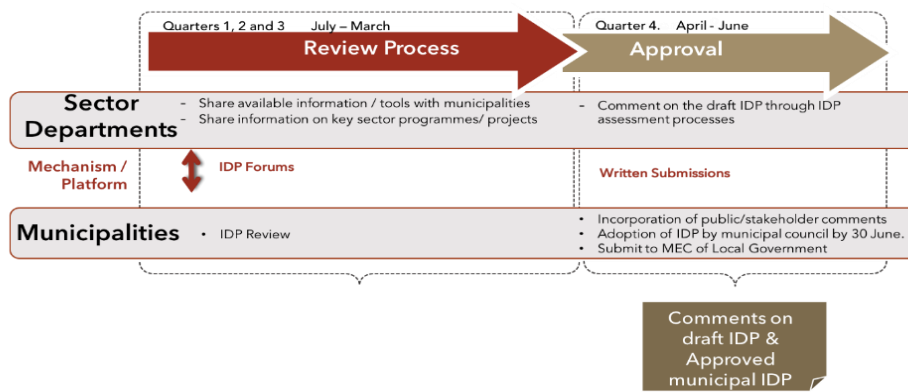 Quarters 1, 2 and 3 July – March
Review Process
Quarter 4. April - June
Approval
Sector
Departments
- Share available information / tools with municipalities
- Share information on key sector programmes/ projects
- Comment on the draft IDP through IDP
assessment processes
Mechanism /
Platform
IDP Forums
Written Submissions
Municipalities
• IDP Review
• Incorporation of public/stakeholder comments
• Adoption of IDP by municipal council by 30 June.
• Submit to MEC of Local Government
Comments on
draft IDP &
Approved
municipal IDP